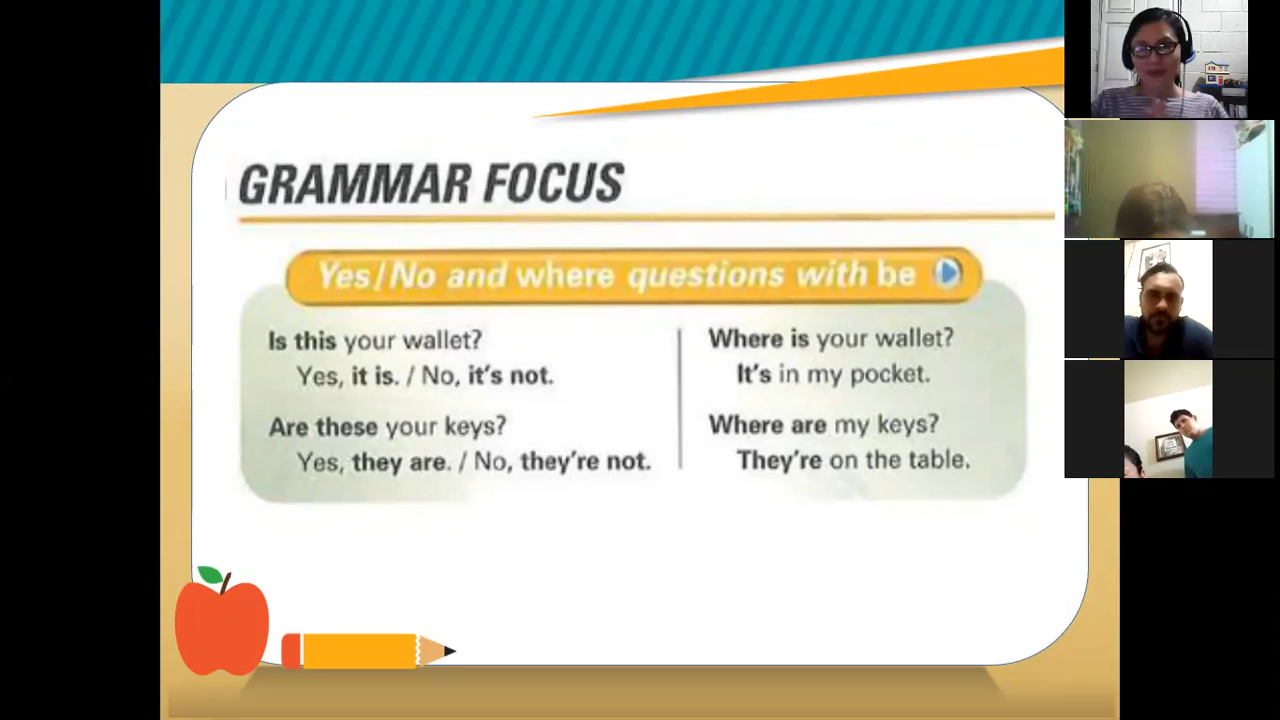 GRAMMAR FOCUS
Yes/No and where questions with be
Is this your wallet?
Yes, it is. / No, it's not.
Are these your keys?
Yes, they are. / No, they're not.
Where is your wallet?
It's in my pocket.
Where are my keys?
They're on the table.